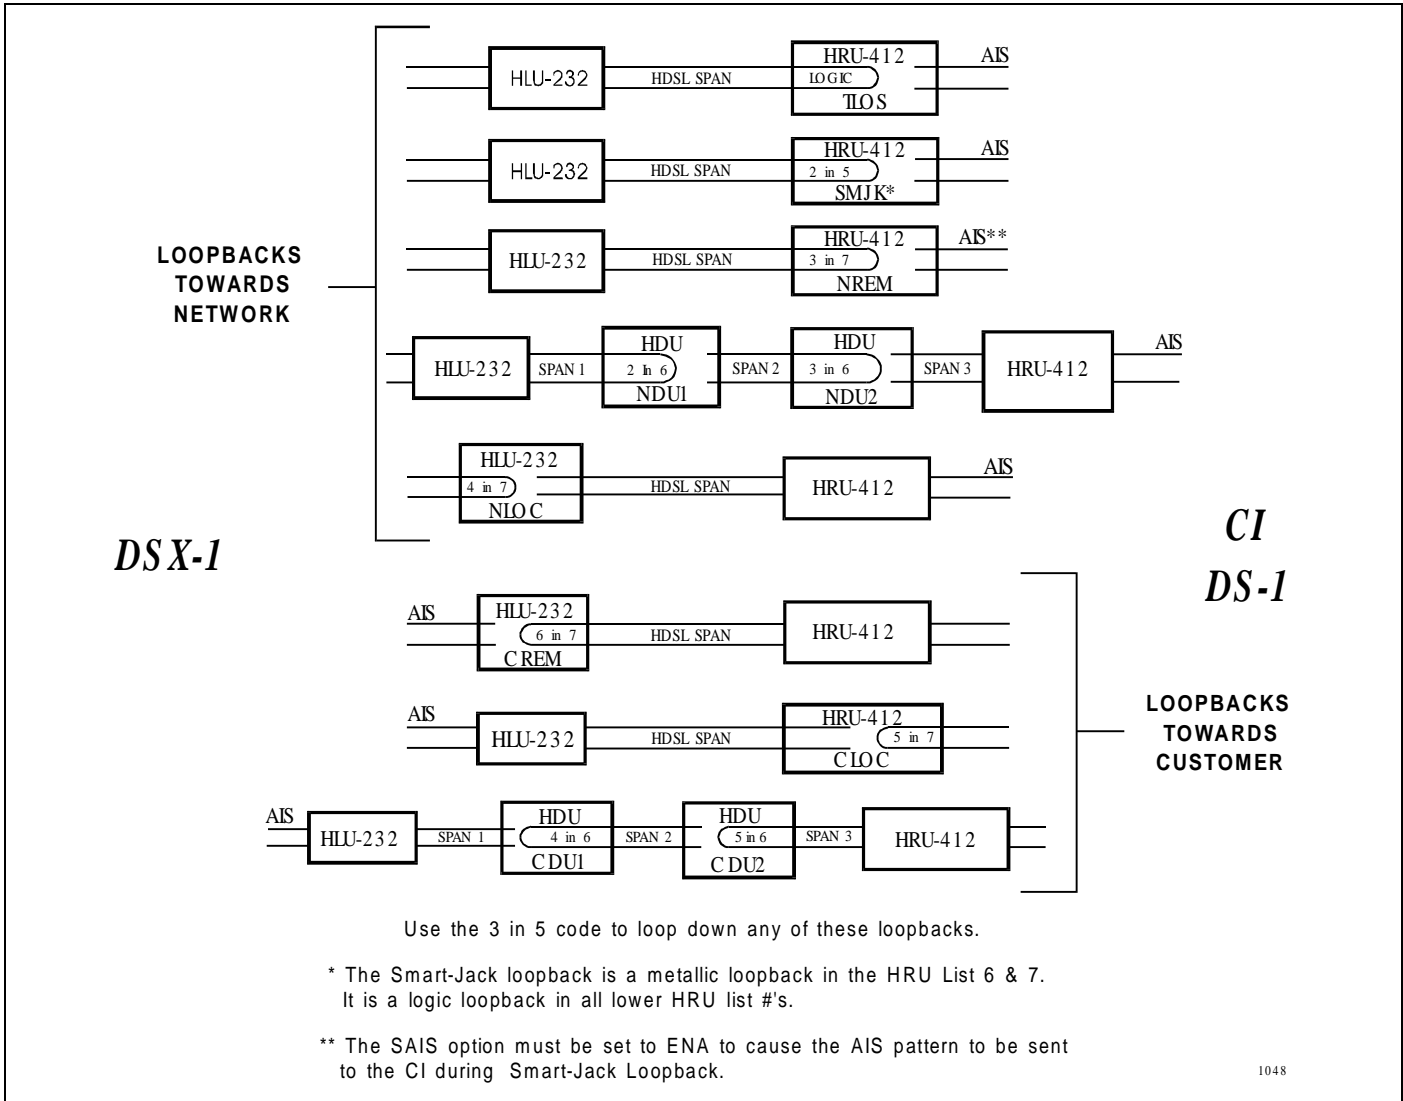 HLU-232 HDSL SPAN HRU-412 LOGIC TLOS AIS
HLU-232 HDSL SPAN HRU-412 2 in 5 SMJK* AIS
HLU-232 HDSL SPAN HRU-412 3 in 7 NREM AIS**
LOOPBACKS
TOWARDS
NETWORK
HLU-232 SPAN 1 HDU 2 in 6 NDU1 SPAN 2 HDU 3 in 6 NDU2 SPAN 3 HRU-412 AIS
HLU-232 4 in 7 NLOC HDSL SPAN HRU-412 AIS
DSX-1
CI
DS-1
AIS HLU-232 6 in 7 CREM HDSL SPAN HRU-412
AIS HLU-232 HDSL SPAN HRU-412 5 in 7 CLOC
LOOPBACKS
TOWARDS
CUSTOMER
AIS HLU-232 SPAN 1 HDU 4 in 6 CDU1 SPAN 2 HDU 5 in 6 CDU2 SPAN 3 HRU-412
Use the 3 in 5 code to loop down any of these loopbacks.
* The Smart-Jack loopback is a metallic loopback in the HRU List 6 & 7.
It is a logic loopback in all lower HRU list #'s.
** The SAIS option must be set to ENA to cause the AIS pattern to be sent
to the CI during Smart-Jack Loopback.
1048